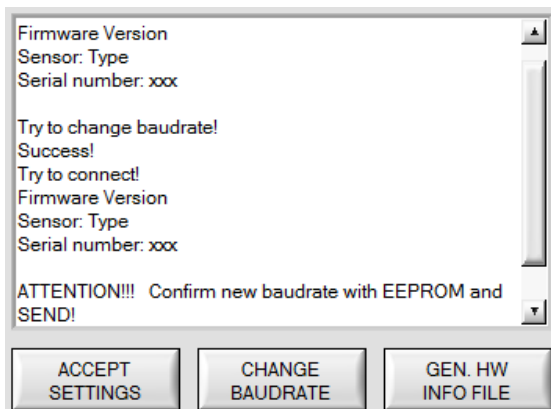 Firmware Version
Sensor: Type
Serial number: xxx
Try to change baudrate!
Success!
Try to connect!
Firmware Version
Sensor: Type
Serial number: xxx
ATTENTION!!!   Confirm new baudrate with EEPROM and
SEND!
ACCEPT
SETTINGS
CHANGE
BAUDRATE
GEN. HW
INFO FILE